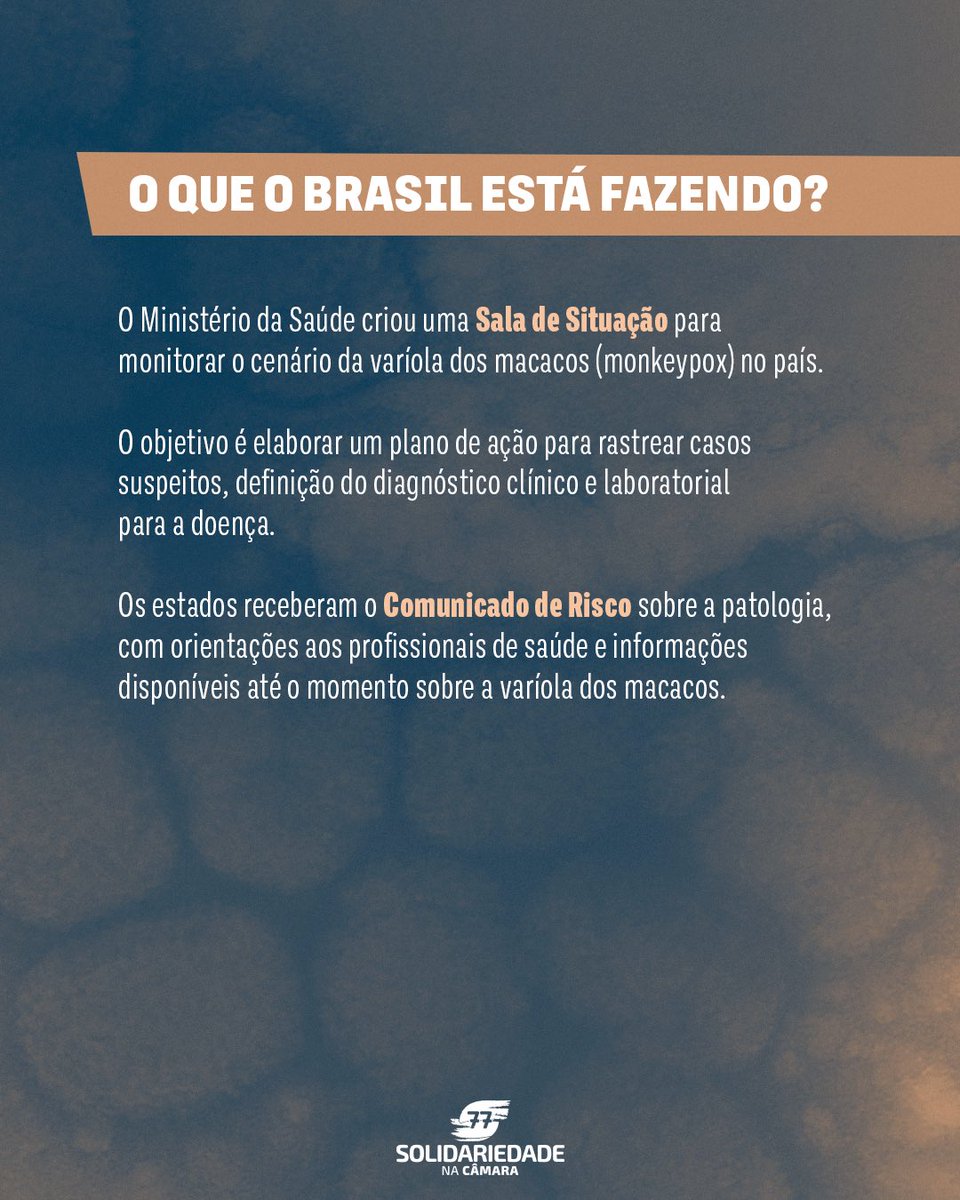 O QUE O BRASIL ESTÁ FAZENDO?
O Ministério da Saúde criou uma Sala de Situação para
monitorar o cenário da varíola dos macacos (monkeypox) no país.
O objetivo é elaborar um plano de ação para rastrear casos
suspeitos, definição do diagnóstico clínico e laboratorial
para a doença.
Os estados receberam o Comunicado de Risco sobre a patologia,
com orientações aos profissionais de saúde e informações
disponíveis até o momento sobre a varíola dos macacos.
77
SOLIDARIEDADE
NA CÂMARA